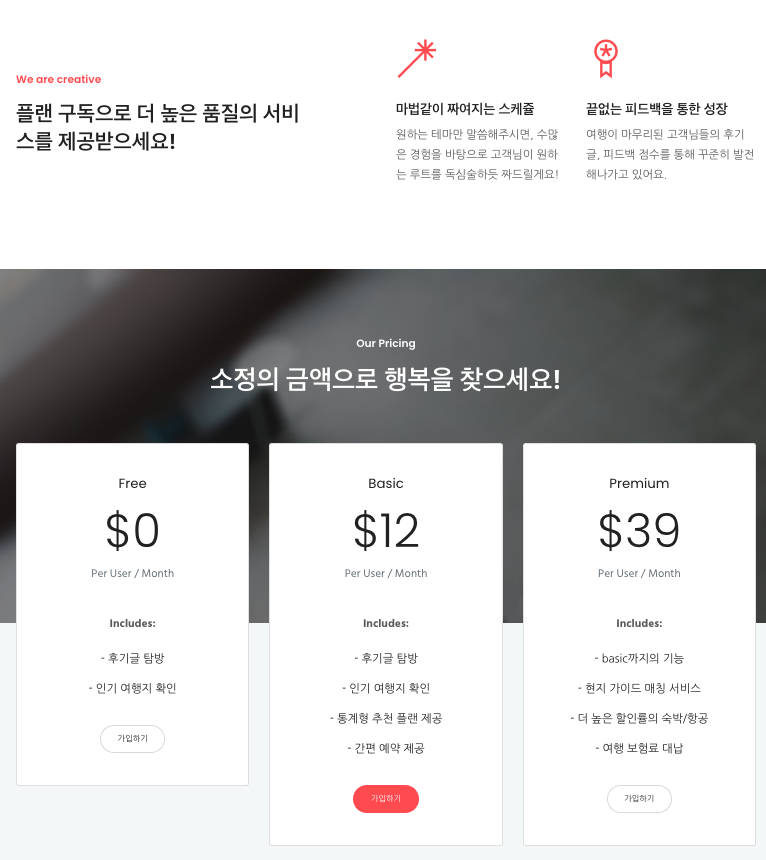 We are creative
플랜 구독으로 더 높은 품질의 서비
스를 제공받으세요!
마법같이 짜여지는 스케쥴
원하는 테마만 말씀해주시면, 수많
은 경험을 바탕으로 고객님이 원하
는 루트를 독심술하듯 짜드릴게요!
끝없는 피드백을 통한 성장
여행이 마무리된 고객님들의 후기
글, 피드백 점수를 통해 꾸준히 발전
해나가고 있어요.
Our Pricing
소정의 금액으로 행복을 찾으세요!
Free
$0
Per User / Month
Includes:
- 후기글 탐방
- 인기 여행지 확인
가입하기
Basic
$12
Per User / Month
Includes:
- 후기글 탐방
- 인기 여행지 확인
- 통계형 추천 플랜 제공
- 간편 예약 제공
가입하기
Premium
$39
Per User / Month
Includes:
- basic까지의 기능
- 현지 가이드 매칭 서비스
- 더 높은 할인률의 숙박/항공
- 여행 보험료 대납
가입하기